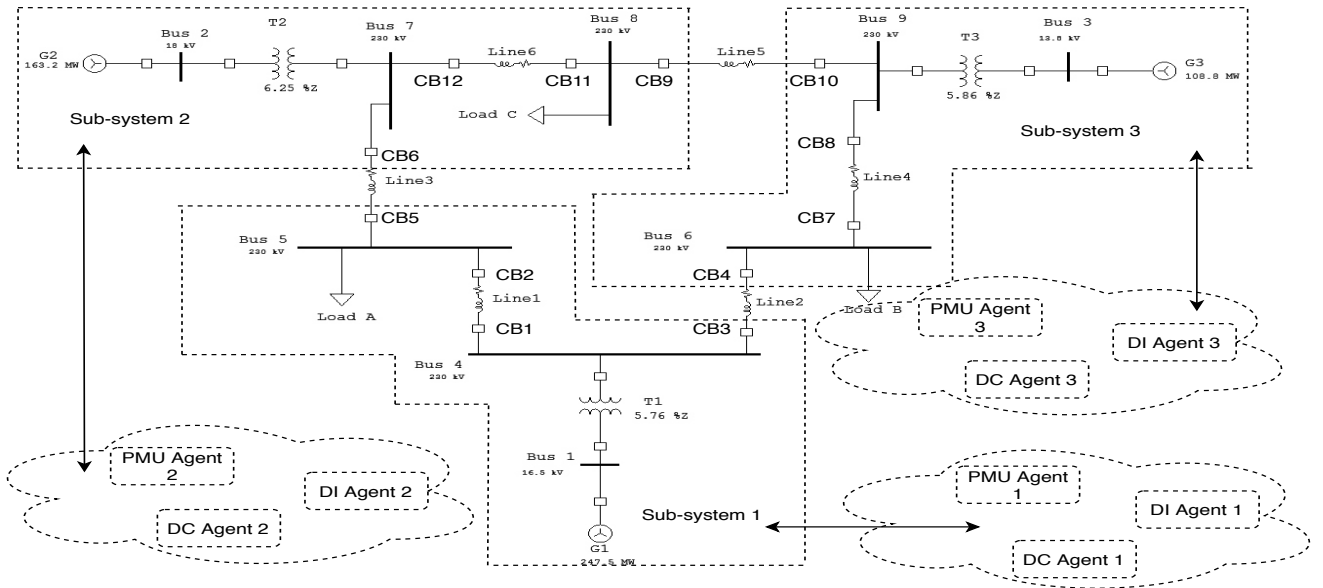 T2
Bus 7
230 kV
Bus 8
230 kV
Bus 9
230 kV
Bus 3
13.8 kV
T3
G2
163.2 MW
Bus 2
18 kV
Line6
Line5
6.25 %Z
CB12
CB11
CB9
CB10
5.86 %Z
G3
108.8 MW
Sub-system 2
Load C
Sub-system 3
CB6
CB8
Line3
Line4
CB5
CB7
Bus 5
230 kV
Bus 6
230 kV
CB2
CB4
Line1
Line2
Load A
Load B
CB1
CB3
PMU Agent
3
DI Agent 3
DC Agent 3
Bus 4
230 kV
T1
5.76 %Z
Bus 1
16.5 kV
PMU Agent
2
DI Agent 2
DC Agent 2
Sub-system 1
G1
247.5 MW
PMU Agent
1
DI Agent 1
DC Agent 1